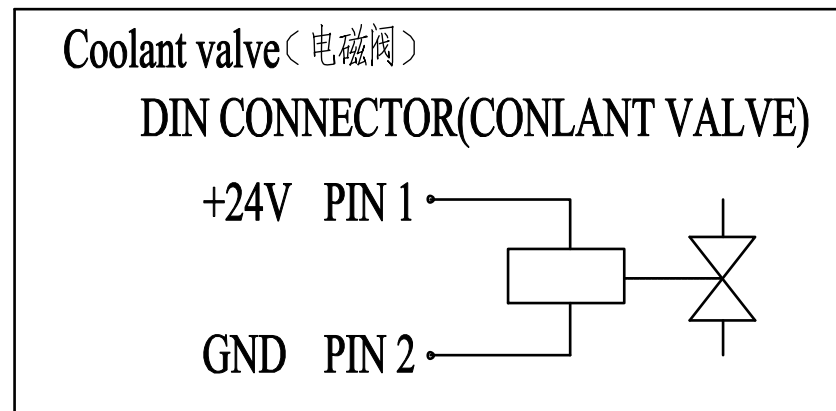 Coolant valve（电磁阀）
DIN CONNECTOR(CONLANT VALVE)
+24V PIN 1
GND PIN 2